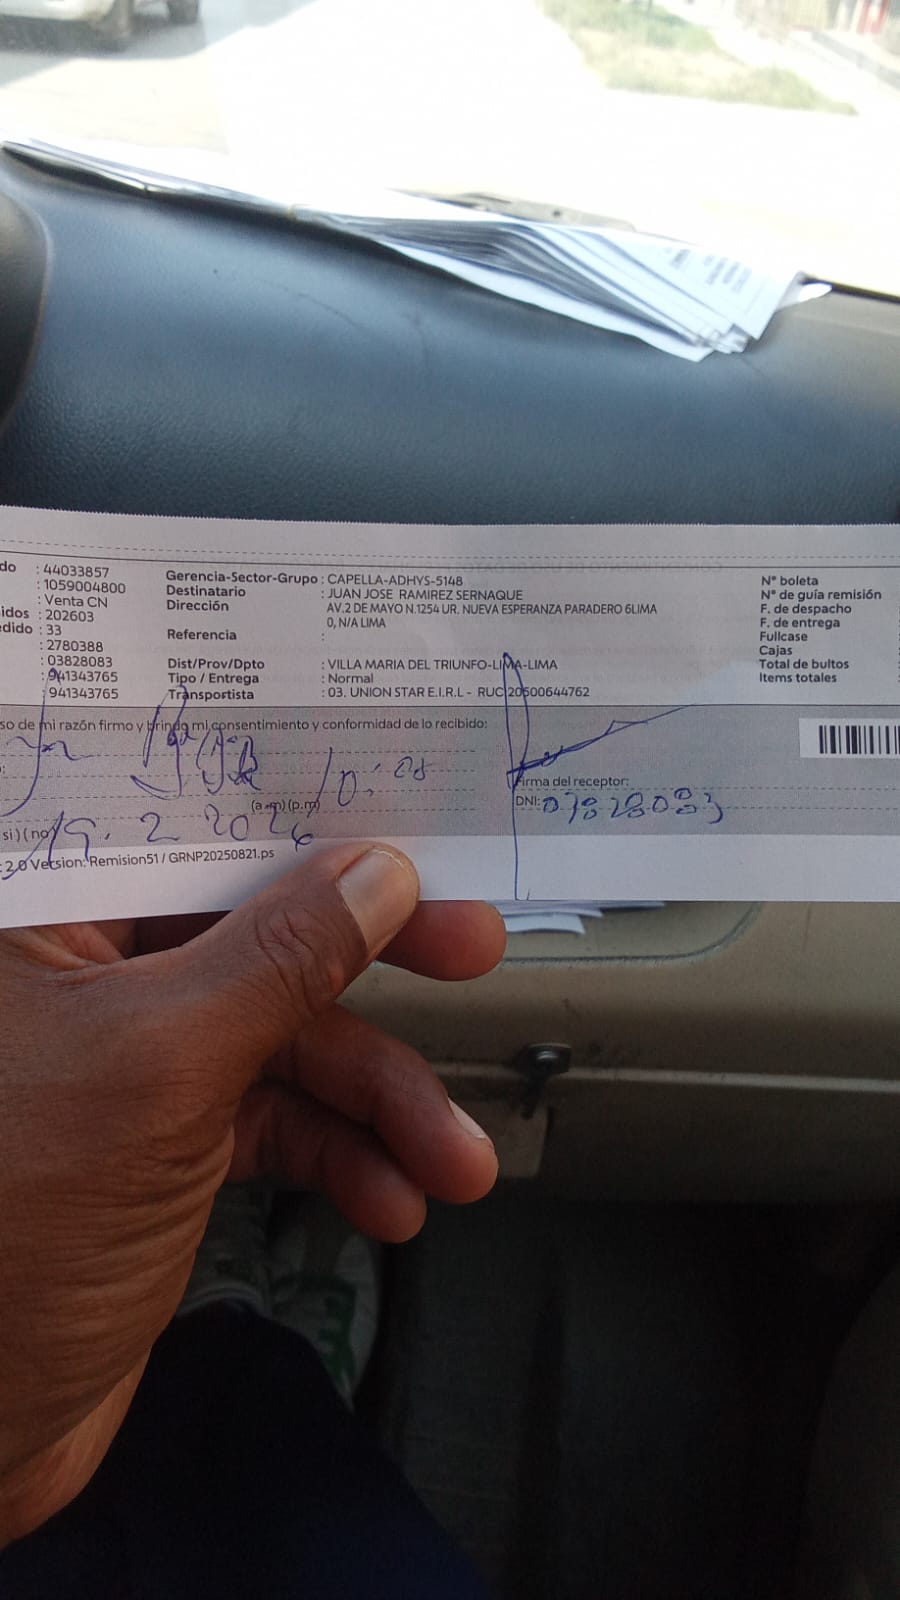 do : 44033857
: 1059004800
: Venta CN
idos : 202603
edido : 33
: 2780388
: 03828083
: 941343765
: 941343765
Gerencia-Sector-Grupo : CAPELLA-ADHYS-5148
Destinatario : JUAN JOSE RAMIREZ SERNAQUE
Dirección AV.2 DE MAYO N.1254 UR. NUEVA ESPERANZA PARADERO 6LIMA
0, N/A LIMA
Referencia :
Dist/Prov/Dpto : VILLA MARIA DEL TRIUNFO-LIMA-LIMA
Tipo / Entrega : Normal
Transportista : 03. UNION STAR E.I.R.L - RUC 20500644762
N° boleta
N° de guía remisión
F. de despacho
F. de entrega
Fullcase
Cajas
Total de bultos
Items totales
so de mi razón firmo y brindo mi consentimiento y conformidad de lo recibido:
Firma del receptor:
(a.m) (p.m)
DNI: 03828083
si) (no) 19. 2 2026
: 2.0 Version: Remision51 / GRNP20250821.ps